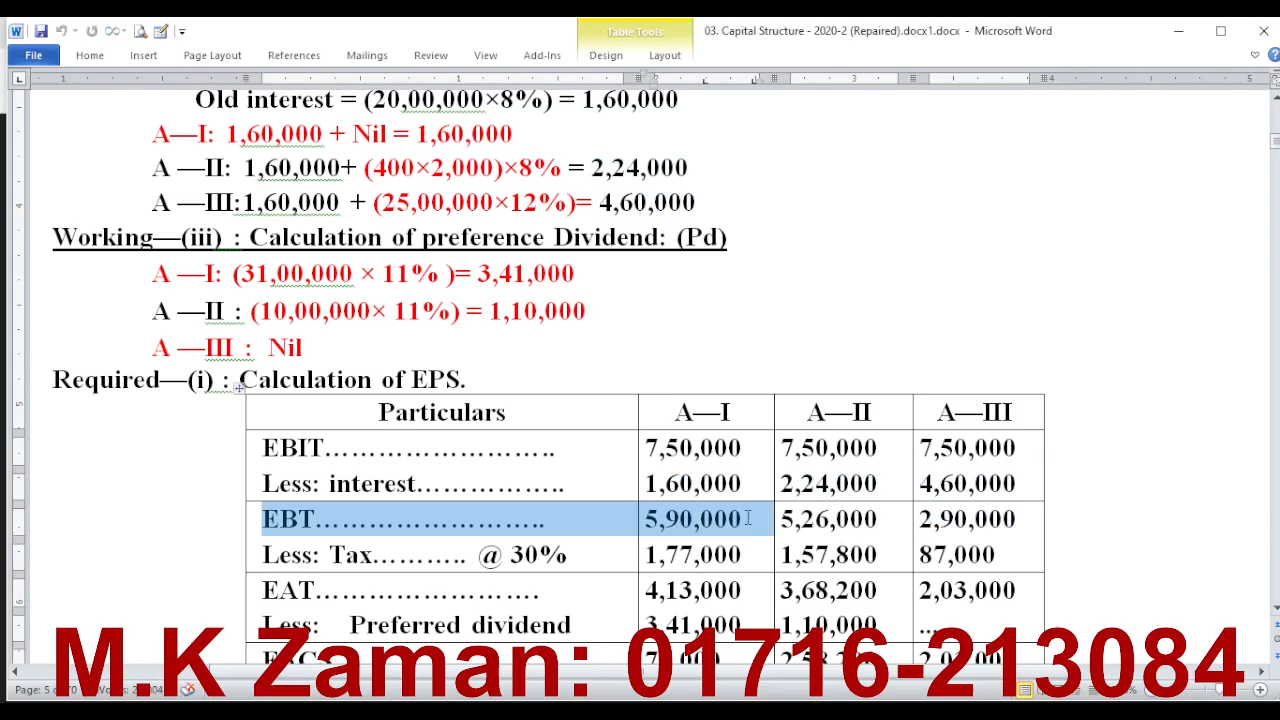 Table Tools
03. Capital Structure - 2020-2 (Repaired).docx1.docx - Microsoft Word
File Home Insert Page Layout References Mailings Review View Add-Ins Design Layout
Old interest = (20,00,000×8%) = 1,60,000
A—I: 1,60,000 + Nil = 1,60,000
A —II: 1,60,000+ (400×2,000)×8% = 2,24,000
A —III:1,60,000 + (25,00,000×12%)= 4,60,000
Working—(iii) : Calculation of preference Dividend: (Pd)
A —I: (31,00,000 × 11% )= 3,41,000
A —II : (10,00,000× 11%) = 1,10,000
A —III : Nil
Required—(i) : Calculation of EPS.
Particulars A—I A—II A—III
EBIT…………………….. 7,50,000 7,50,000 7,50,000
Less: interest…………….. 1,60,000 2,24,000 4,60,000
EBT…………………….. 5,90,000 5,26,000 2,90,000
Less: Tax……….. @ 30% 1,77,000 1,57,800 87,000
EAT……………………. 4,13,000 3,68,200 2,03,000
Less: Preferred dividend 3,41,000 1,10,000 ...
M.K Zaman: 01716-213084